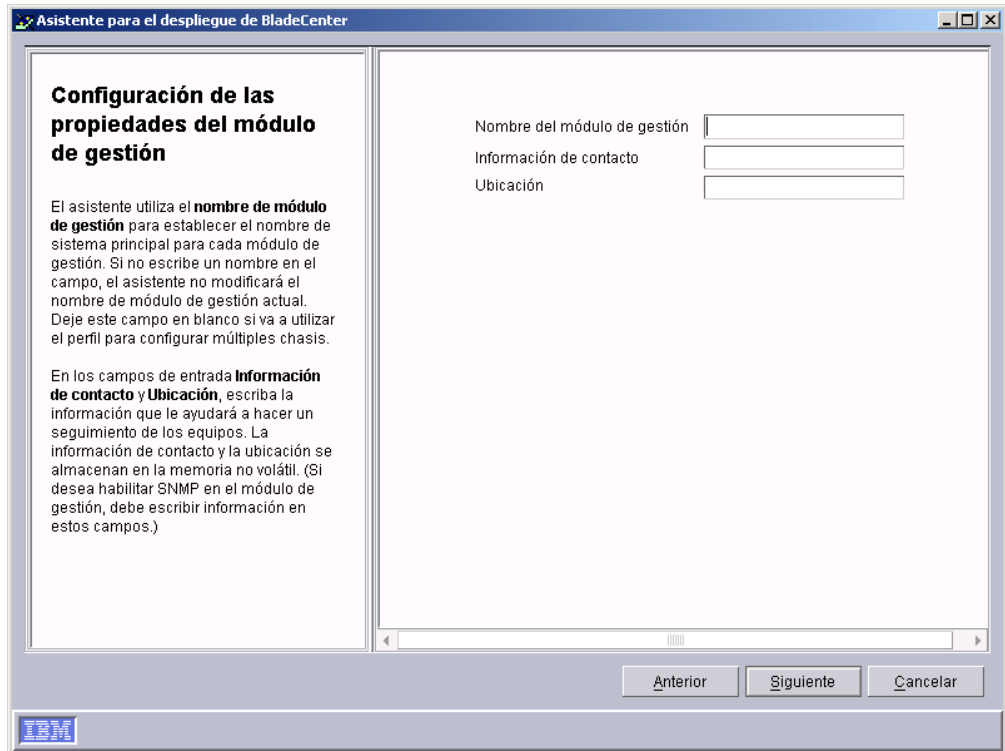 Asistente para el despliegue de BladeCenter
Configuración de las
propiedades del módulo
de gestión
El asistente utiliza el nombre de módulo
de gestión para establecer el nombre de
sistema principal para cada módulo de
gestión. Si no escribe un nombre en el
campo, el asistente no modificará el
nombre de módulo de gestión actual.
Deje este campo en blanco si va a utilizar
el perfil para configurar múltiples chasis.
En los campos de entrada Información
de contacto y Ubicación, escriba la
información que le ayudará a hacer un
seguimiento de los equipos. La
información de contacto y la ubicación se
almacenan en la memoria no volátil. (Si
desea habilitar SNMP en el módulo de
gestión, debe escribir información en
estos campos.)
Nombre del módulo de gestión
Información de contacto
Ubicación
Anterior
Siguiente
Cancelar
IBM